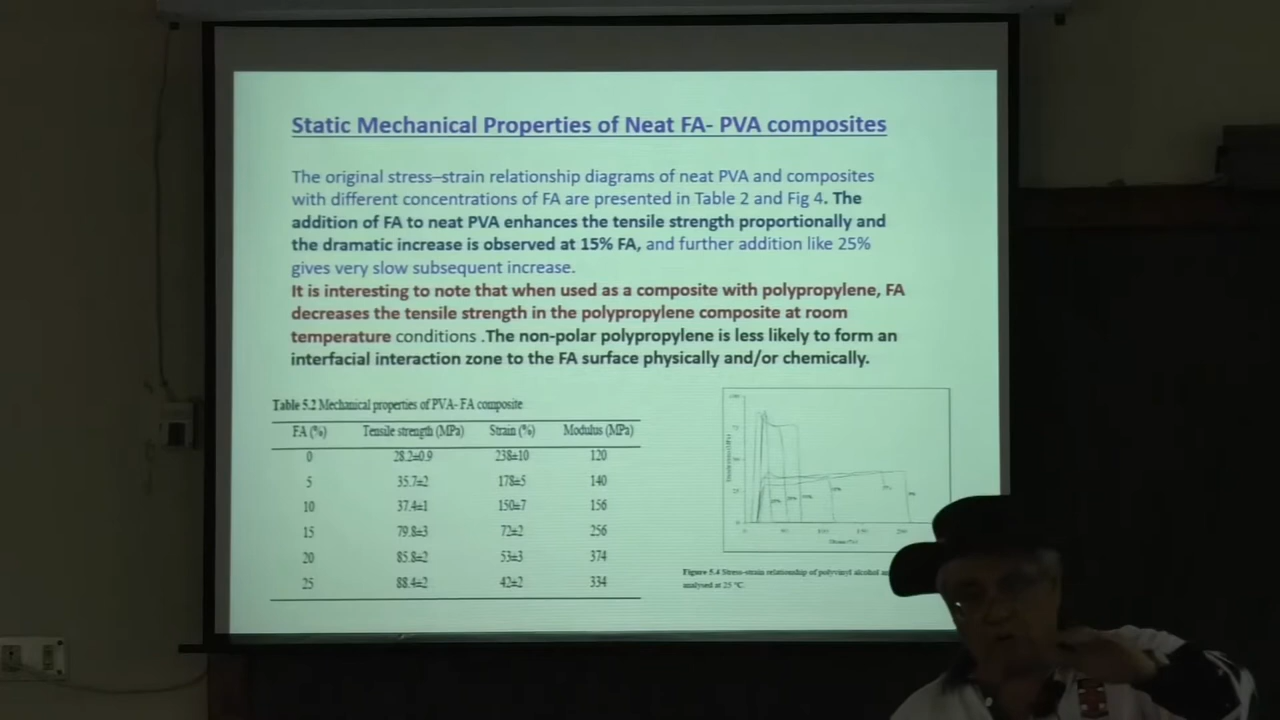 Static Mechanical Properties of Neat FA- PVA composites
The original stress–strain relationship diagrams of neat PVA and composites
with different concentrations of FA are presented in Table 2 and Fig 4. The
addition of FA to neat PVA enhances the tensile strength proportionally and
the dramatic increase is observed at 15% FA, and further addition like 25%
gives very slow subsequent increase.
It is interesting to note that when used as a composite with polypropylene, FA
decreases the tensile strength in the polypropylene composite at room
temperature conditions .The non-polar polypropylene is less likely to form an
interfacial interaction zone to the FA surface physically and/or chemically.
Table 5.2 Mechanical properties of PVA- FA composite
FA (%) Tensile strength (MPa) Strain (%) Modulus (MPa)
0 28.2±0.9 238±10 120
5 35.7±2 178±5 140
10 37.4±1 150±7 156
15 79.8±3 72±2 256
20 85.8±2 53±3 374
25 88.4±2 42±2 334
Figure 5.4 Stress-strain relationship of polyvinyl alcohol
analysed at 25 °C